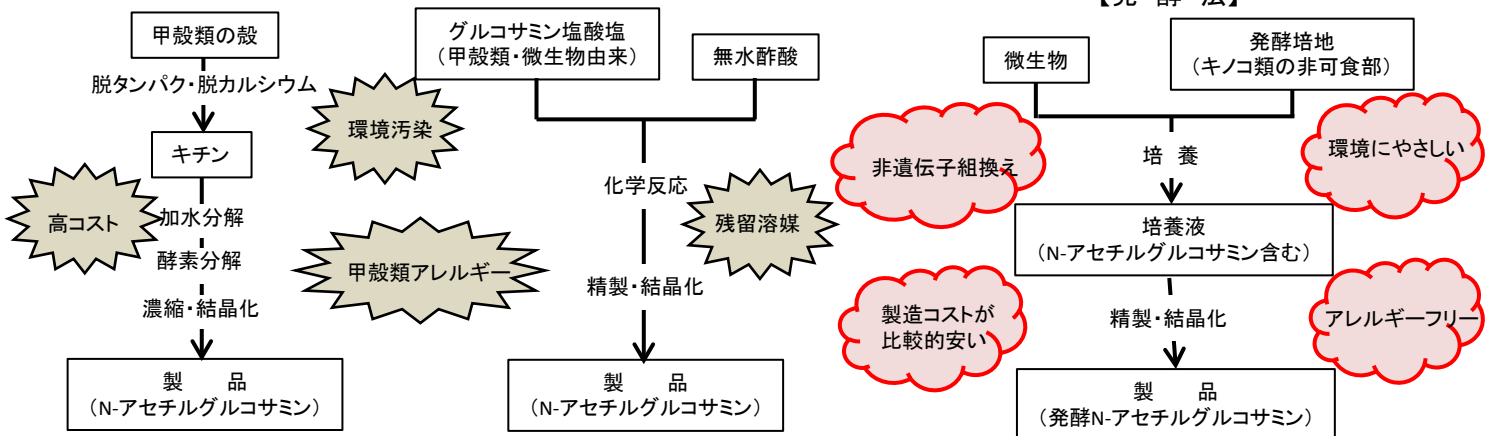 【発 酵 法】
甲殻類の殻
脱タンパク・脱カルシウム
キチン
高コスト
加水分解
酵素分解
濃縮・結晶化
製　　品
（N-アセチルグルコサミン）
グルコサミン塩酸塩
（甲殻類・微生物由来）
無水酢酸
環境汚染
化学反応
残留溶媒
甲殻類アレルギー
精製・結晶化
製　　品
（N-アセチルグルコサミン）
微生物
発酵培地
（キノコ類の非可食部）
非遺伝子組換え
培　養
環境にやさしい
培養液
（N-アセチルグルコサミン含む）
製造コストが
比較的安い
精製・結晶化
アレルギーフリー
製　　品
（発酵N-アセチルグルコサミン）